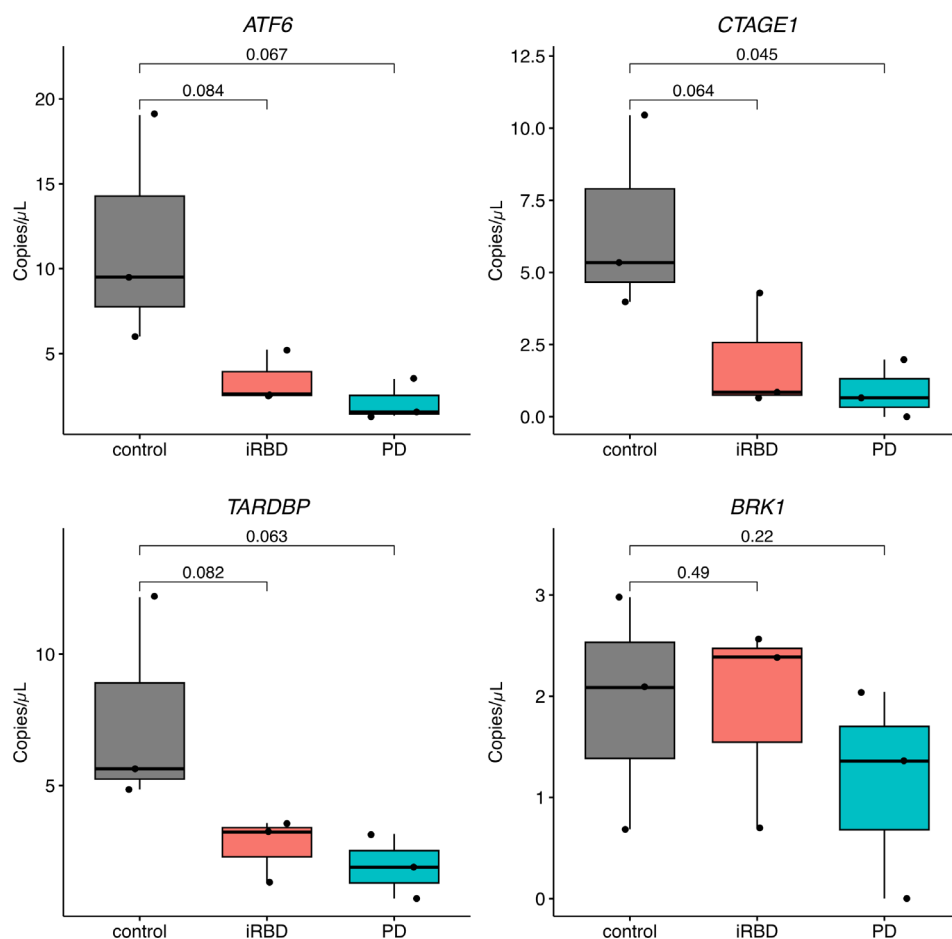 ATF6
0.067
0.084
20
15
10
5
Copies/μL
control iRBD PD
CTAGE1
12.5
0.045
0.064
10.0
7.5
5.0
2.5
0.0
Copies/μL
control iRBD PD
TARDBP
0.063
0.082
10
5
Copies/μL
control iRBD PD
BRK1
0.22
0.49
3
2
1
0
Copies/μL
control iRBD PD